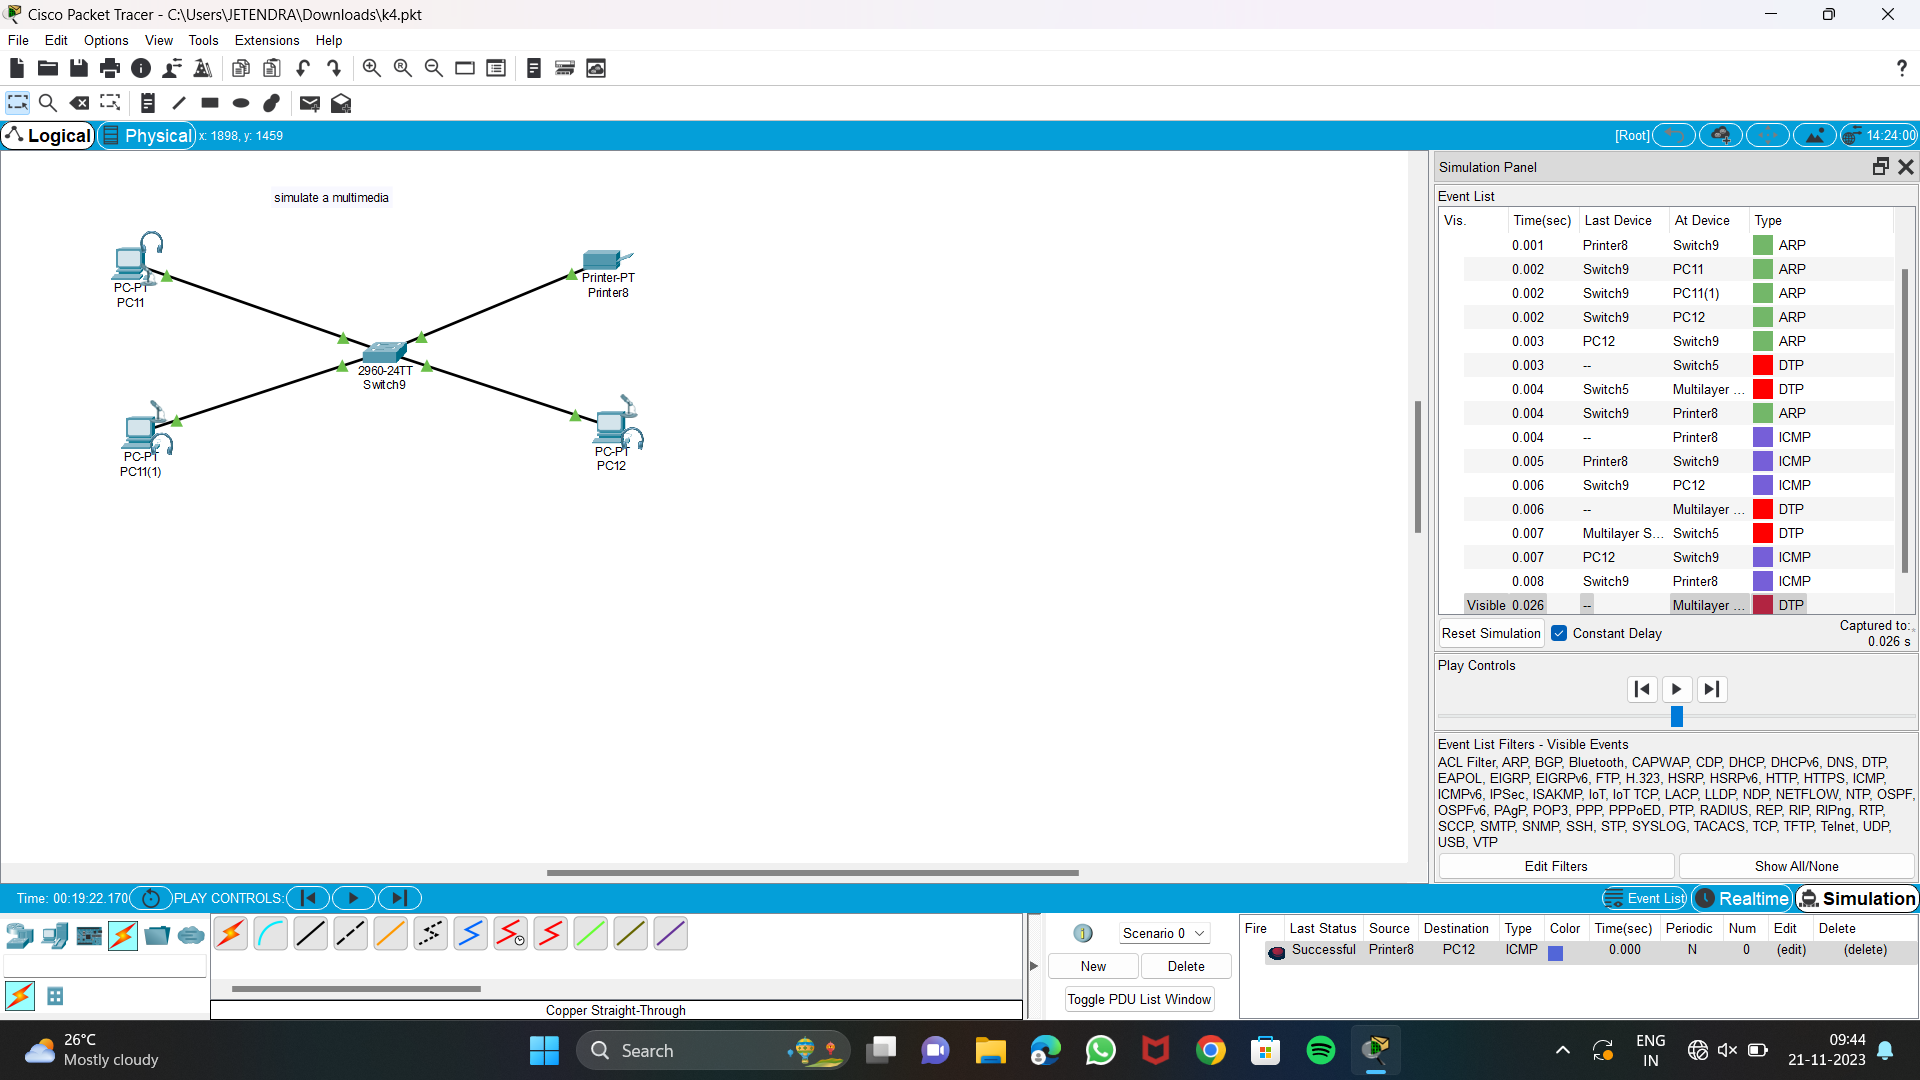 Cisco Packet Tracer - C:\Users\JETENDRA\Downloads\k4.pkt
File Edit Options View Tools Extensions Help
?
Logical Physical x: 1898, y: 1459 [Root] 14:24:00
simulate a multimedia
PC-PT
PC11
Printer-PT
Printer8
2960-24TT
Switch9
PC-PT
PC11(1)
PC-PT
PC12
Simulation Panel
Event List
Vis. Time(sec) Last Device At Device Type
0.001 Printer8 Switch9 ARP
0.002 Switch9 PC11 ARP
0.002 Switch9 PC11(1) ARP
0.002 Switch9 PC12 ARP
0.003 PC12 Switch9 ARP
0.003 -- Switch5 DTP
0.004 Switch5 Multilayer ... DTP
0.004 Switch9 Printer8 ARP
0.004 -- Printer8 ICMP
0.005 Printer8 Switch9 ICMP
0.006 Switch9 PC12 ICMP
0.006 -- Multilayer ... DTP
0.007 Multilayer S... Switch5 DTP
0.007 PC12 Switch9 ICMP
0.008 Switch9 Printer8 ICMP
Visible 0.026 -- Multilayer ... DTP
Reset Simulation Constant Delay
Captured to:
0.026 s
Play Controls
Event List Filters - Visible Events
ACL Filter, ARP, BGP, Bluetooth, CAPWAP, CDP, DHCP, DHCPv6, DNS, DTP,
EAPOL, EIGRP, EIGRPv6, FTP, H.323, HSRP, HSRPv6, HTTP, HTTPS, ICMP,
ICMPv6, IPSec, ISAKMP, IoT, IoT TCP, LACP, LLDP, NDP, NETFLOW, NTP, OSPF,
OSPFv6, PAgP, POP3, PPP, PPPoED, PTP, RADIUS, REP, RIP, RIPng, RTP,
SCCP, SMTP, SNMP, SSH, STP, SYSLOG, TACACS, TCP, TFTP, Telnet, UDP,
USB, VTP
Edit Filters Show All/None
Time: 00:19:22.170 PLAY CONTROLS: Event List Realtime Simulation
Scenario 0
New Delete
Toggle PDU List Window
Fire Last Status Source Destination Type Color Time(sec) Periodic Num Edit Delete
Successful Printer8 PC12 ICMP 0.000 N 0 (edit) (delete)
Copper Straight-Through
26°C
Mostly cloudy
Search
ENG
IN
09:44
21-11-2023